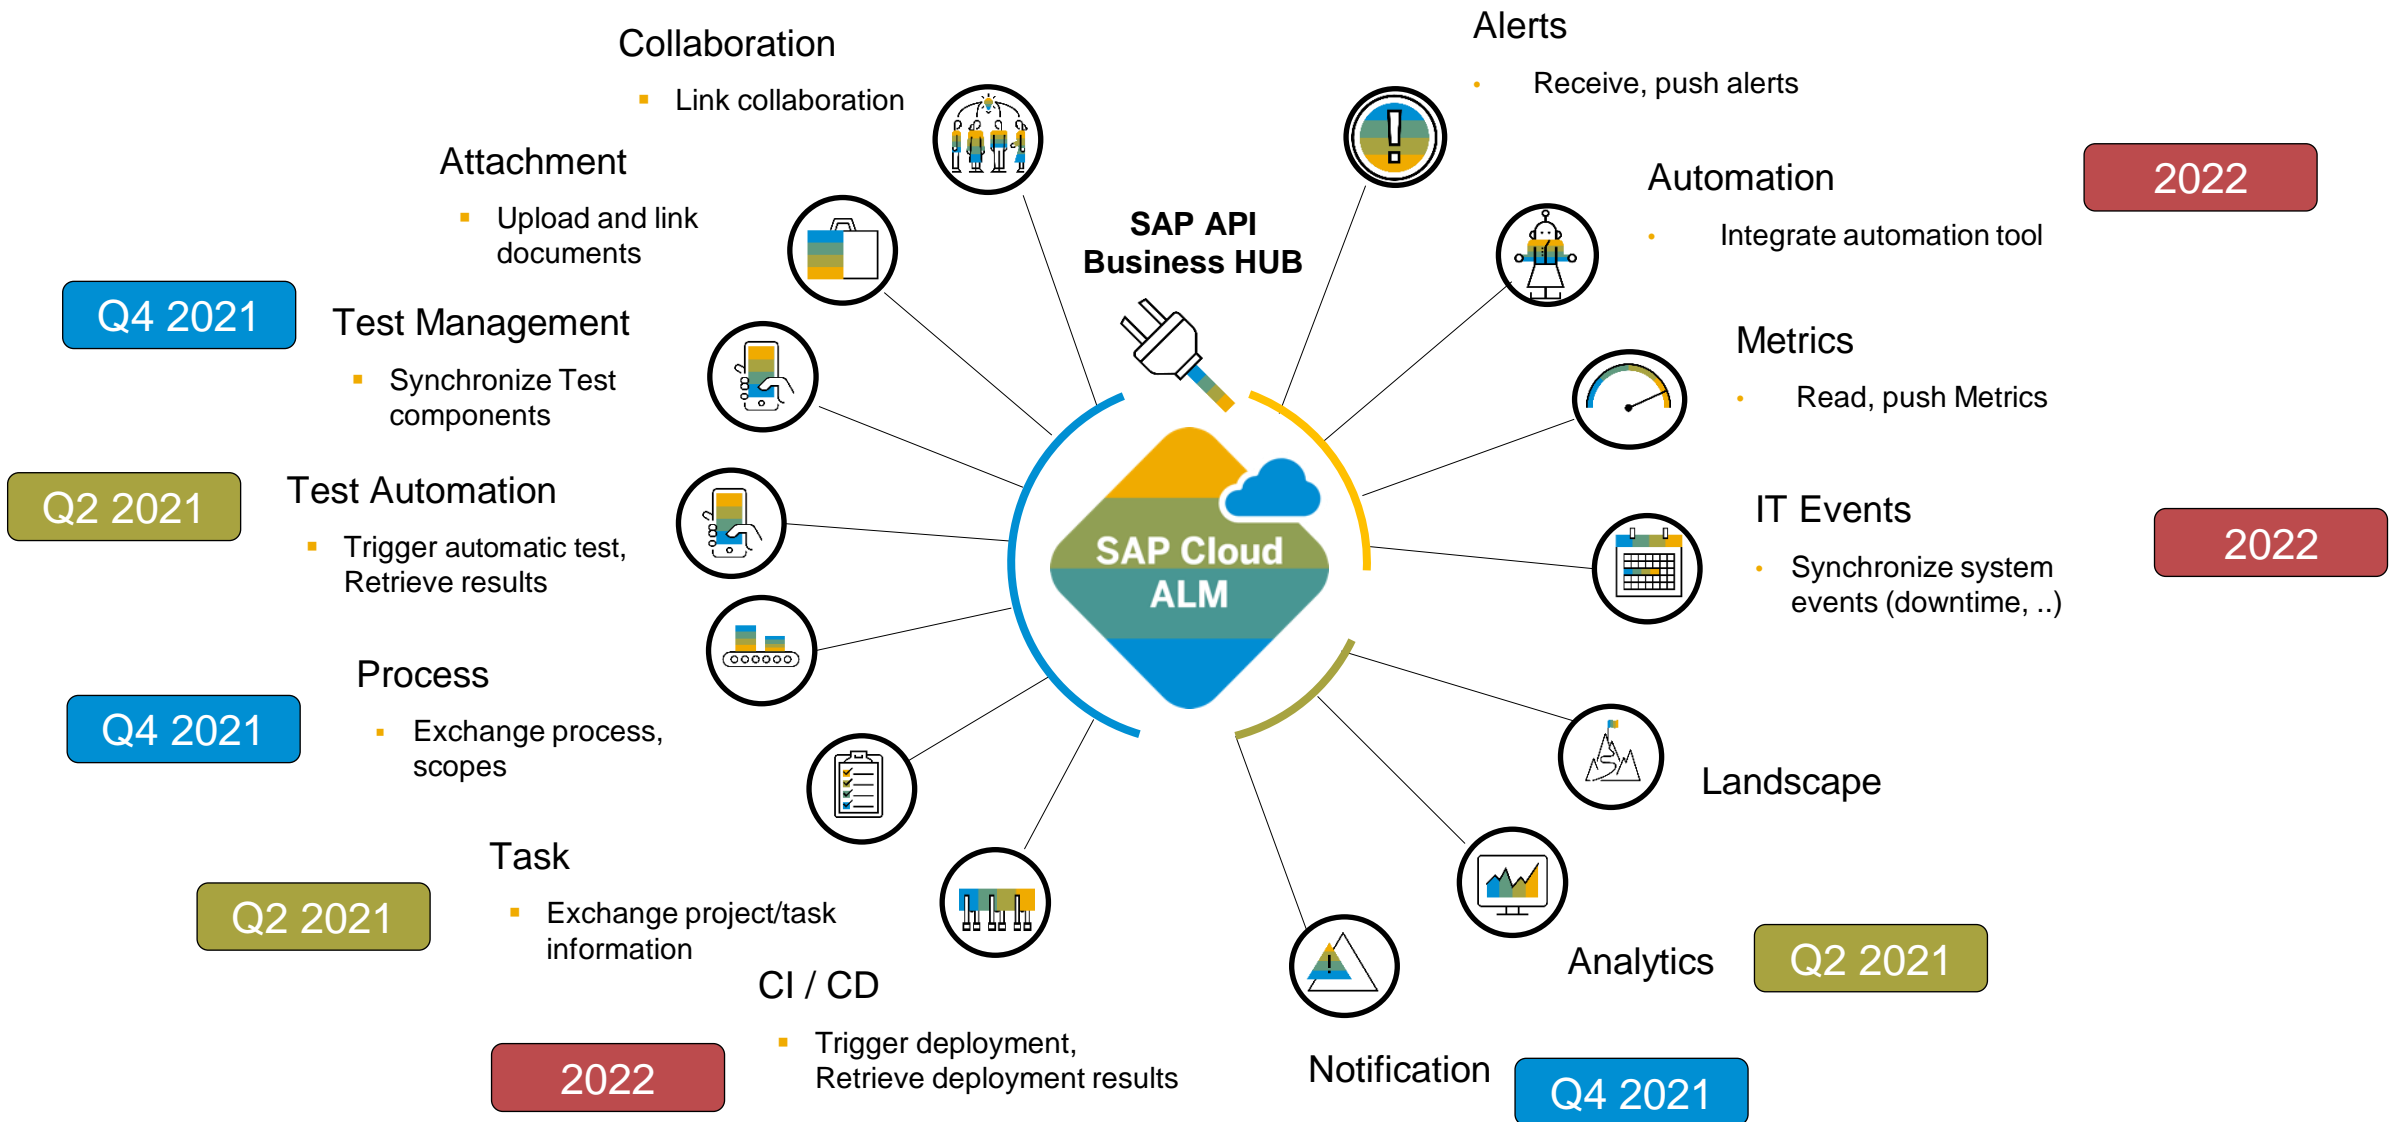 Collaboration
Link collaboration
Attachment
Upload and link
documents
Q4 2021
Test Management
Synchronize Test
components
Q2 2021
Test Automation
Trigger automatic test,
Retrieve results
Process
Q4 2021
Exchange process,
scopes
Task
Q2 2021
Exchange project/task
information
CI / CD
2022
Trigger deployment,
Retrieve deployment results
SAP API
Business HUB
SAP Cloud
ALM
Alerts
Receive, push alerts
Automation
2022
Integrate automation tool
Metrics
Read, push Metrics
IT Events
2022
Synchronize system
events (downtime, ..)
Landscape
Analytics
Q2 2021
Notification
Q4 2021